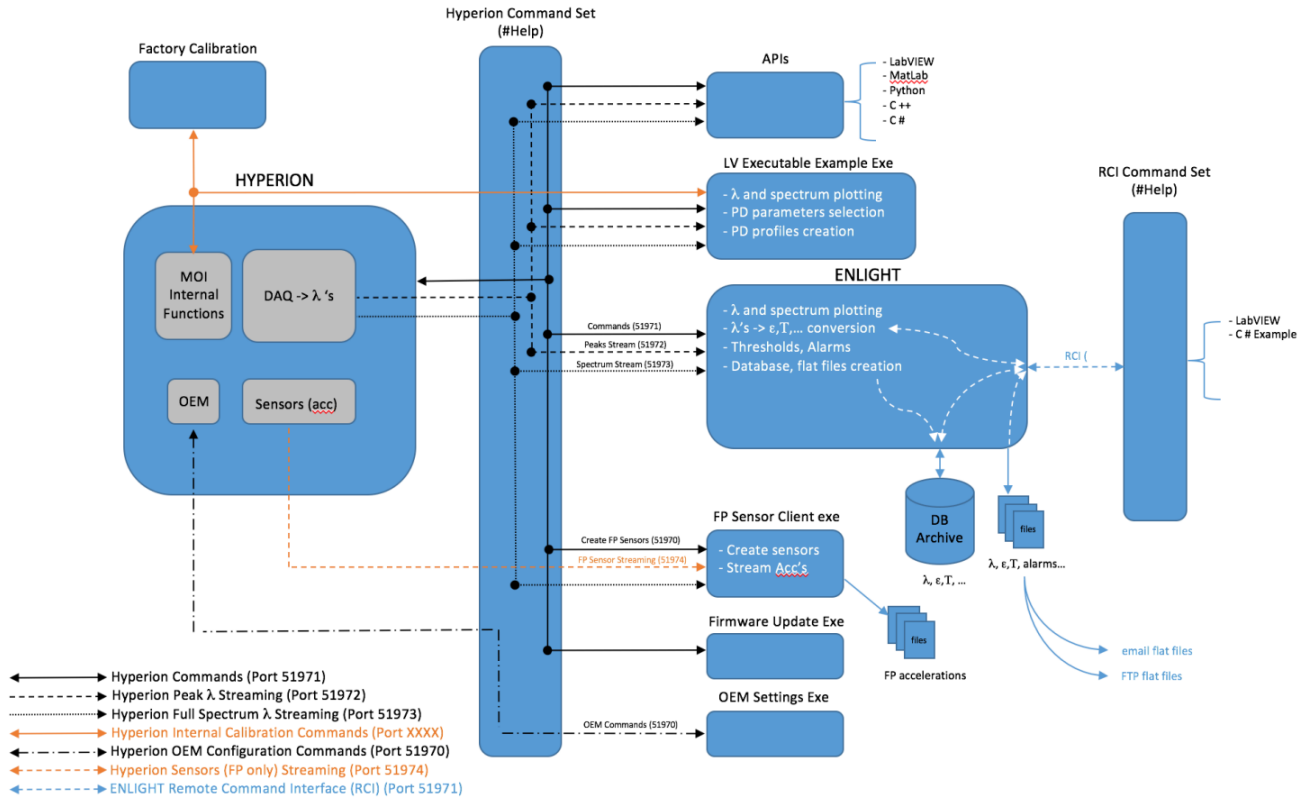 Hyperion Command Set
(#Help)
Factory Calibration
APIs
- LabVIEW
- MatLab
- Python
- C ++
- C #
LV Executable Example Exe
- λ and spectrum plotting
- PD parameters selection
- PD profiles creation
RCI Command Set
(#Help)
- LabVIEW
- C # Example
HYPERION
MOI
Internal
Functions
DAQ -> λ ‘s
OEM
Sensors (acc)
ENLIGHT
- λ and spectrum plotting
- λ’s -> ε,T,... conversion
- Thresholds, Alarms
- Database, flat files creation
Commands (51971)
Peaks Stream (51972)
Spectrum Stream (51973)
RCI (
DB
Archive
λ, ε,T, ...
files
λ, ε,T, alarms...
email flat files
FTP flat files
FP Sensor Client exe
- Create sensors
- Stream Acc’s
Create FP Sensors (51970)
FP Sensor Streaming (51974)
files
FP accelerations
Firmware Update Exe
OEM Settings Exe
OEM Commands (51970)
Hyperion Commands (Port 51971)
Hyperion Peak λ Streaming (Port 51972)
Hyperion Full Spectrum λ Streaming (Port 51973)
Hyperion Internal Calibration Commands (Port XXXX)
Hyperion OEM Configuration Commands (Port 51970)
Hyperion Sensors (FP only) Streaming (Port 51974)
ENLIGHT Remote Command Interface (RCI) (Port 51971)